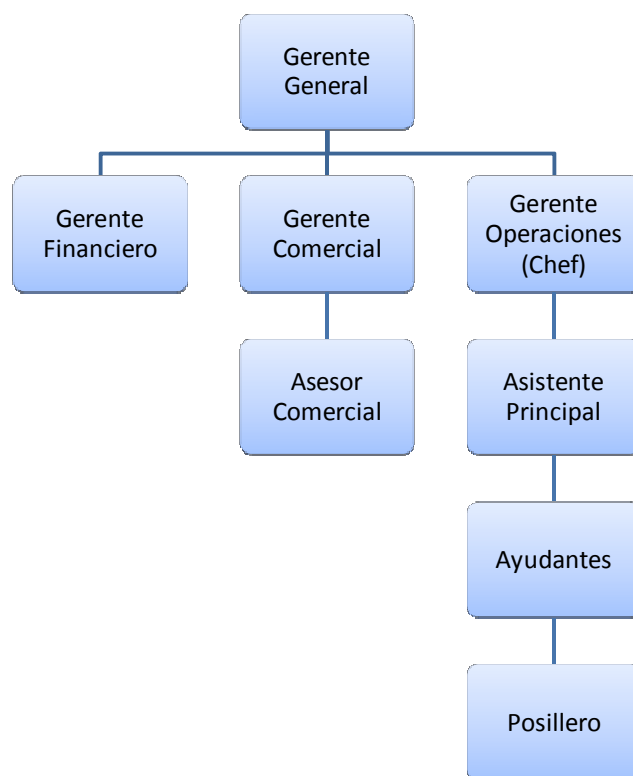 Gerente
General
Gerente
Financiero
Gerente
Comercial
Gerente
Operaciones
(Chef)
Asesor
Comercial
Asistente
Principal
Ayudantes
Posillero